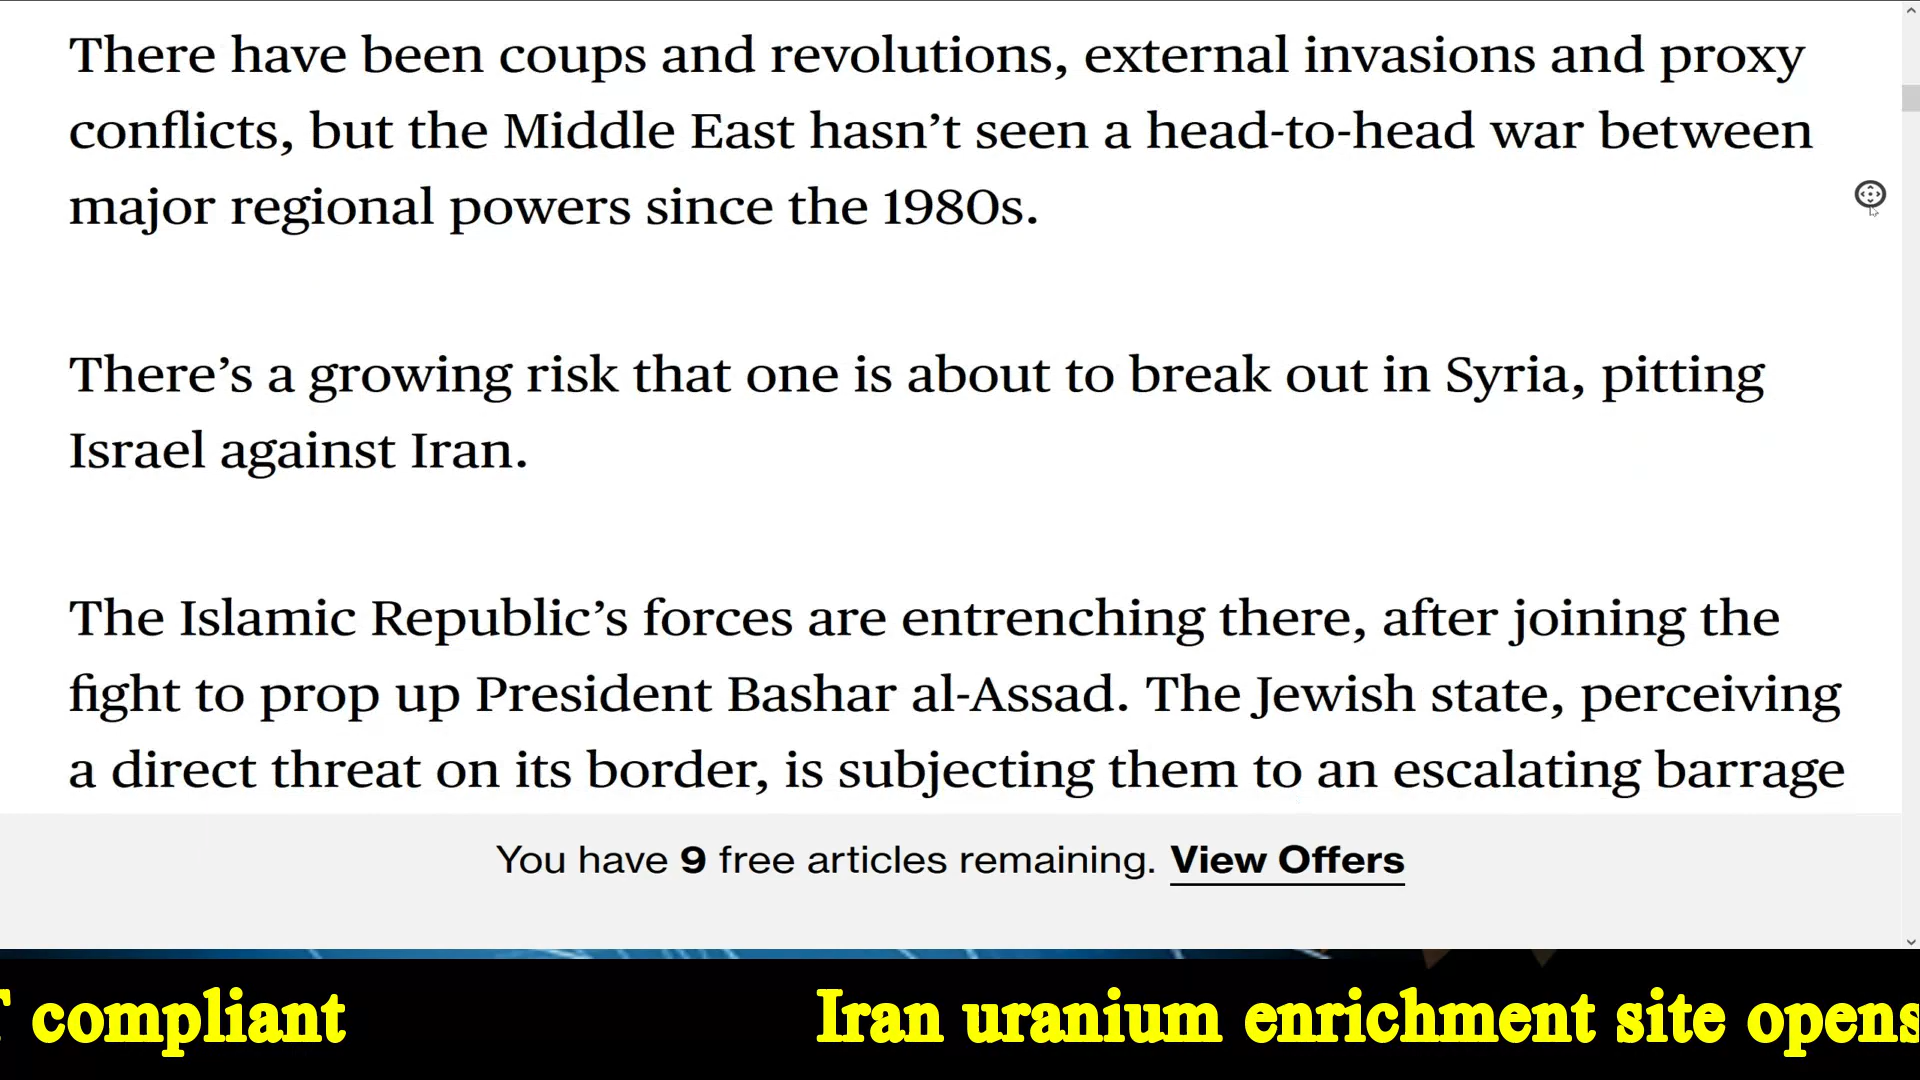 There have been coups and revolutions, external invasions and proxy
conflicts, but the Middle East hasn’t seen a head-to-head war between
major regional powers since the 1980s.
There’s a growing risk that one is about to break out in Syria, pitting
Israel against Iran.
The Islamic Republic’s forces are entrenching there, after joining the
fight to prop up President Bashar al-Assad. The Jewish state, perceiving
a direct threat on its border, is subjecting them to an escalating barrage
You have 9 free articles remaining. View Offers
compliant Iran uranium enrichment site opens